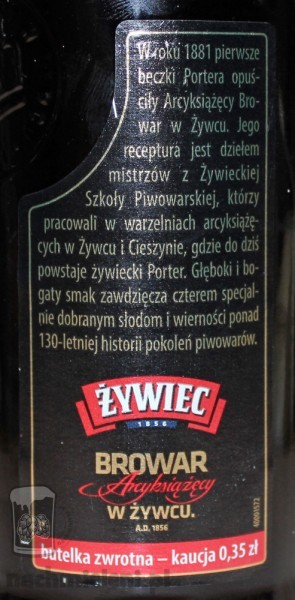 W roku 1881 pierwsze
beczki Portera opuś-
ciły Arcyksiążęcy Bro-
war w Żywcu. Jego
receptura jest dziełem
mistrzów z Żywieckiej
Szkoły Piwowarskiej, którzy
pracowali w warzelniach arcyksiążę-
cych w Żywcu i Cieszynie, gdzie do dziś
powstaje żywiecki Porter. Głęboki i bo-
gaty smak zawdzięcza czterem specjal-
nie dobranym słodom i wierności ponad
130-letniej historii pokoleń piwowarów.
ŻYWIEC
1856
BROWAR
Arcyksiążęcy
W ŻYWCU.
A.D. 1856
butelka zwrotna – kaucja 0,35 zł